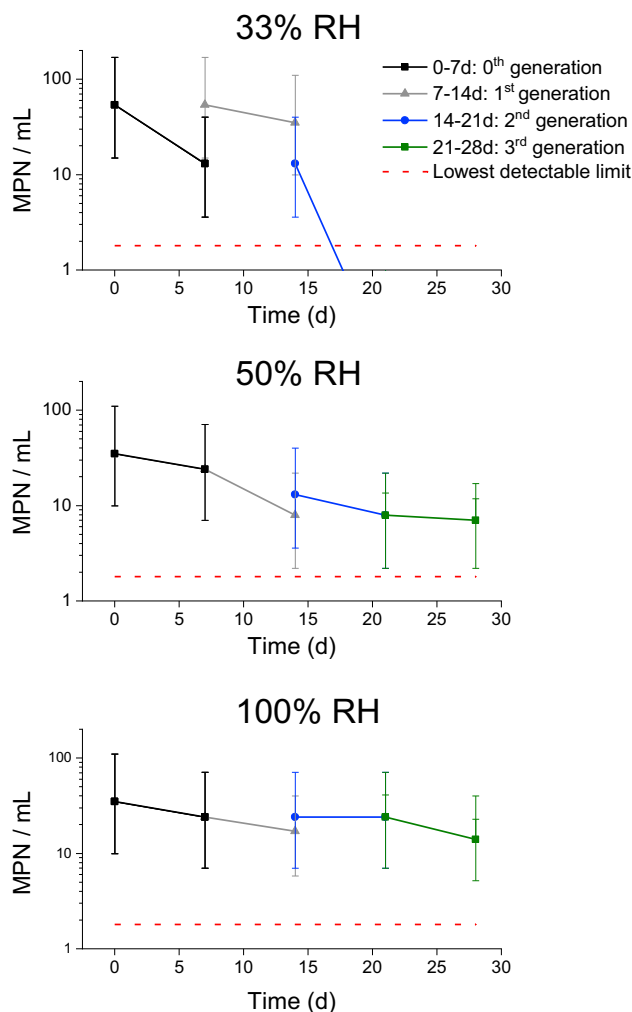 33% RH
100
10
1
MPN / mL
0 5 10 15 20 25 30
Time (d)
0-7d: 0th generation
7-14d: 1st generation
14-21d: 2nd generation
21-28d: 3rd generation
Lowest detectable limit
50% RH
100
10
1
MPN / mL
0 5 10 15 20 25 30
Time (d)
100% RH
100
10
1
MPN / mL
0 5 10 15 20 25 30
Time (d)